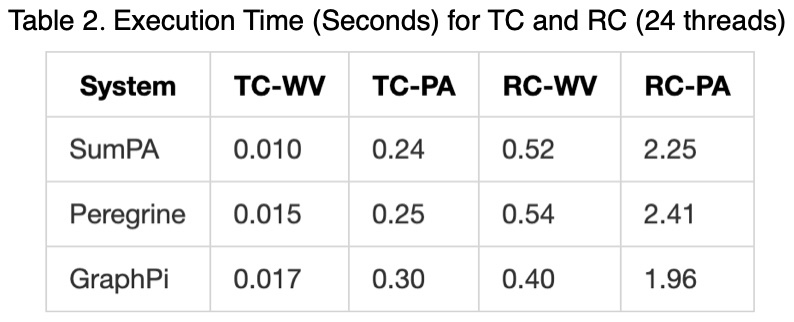 Table 2. Execution Time (Seconds) for TC and RC (24 threads)
System TC-WV TC-PA RC-WV RC-PA
SumPA 0.010 0.24 0.52 2.25
Peregrine 0.015 0.25 0.54 2.41
GraphPi 0.017 0.30 0.40 1.96